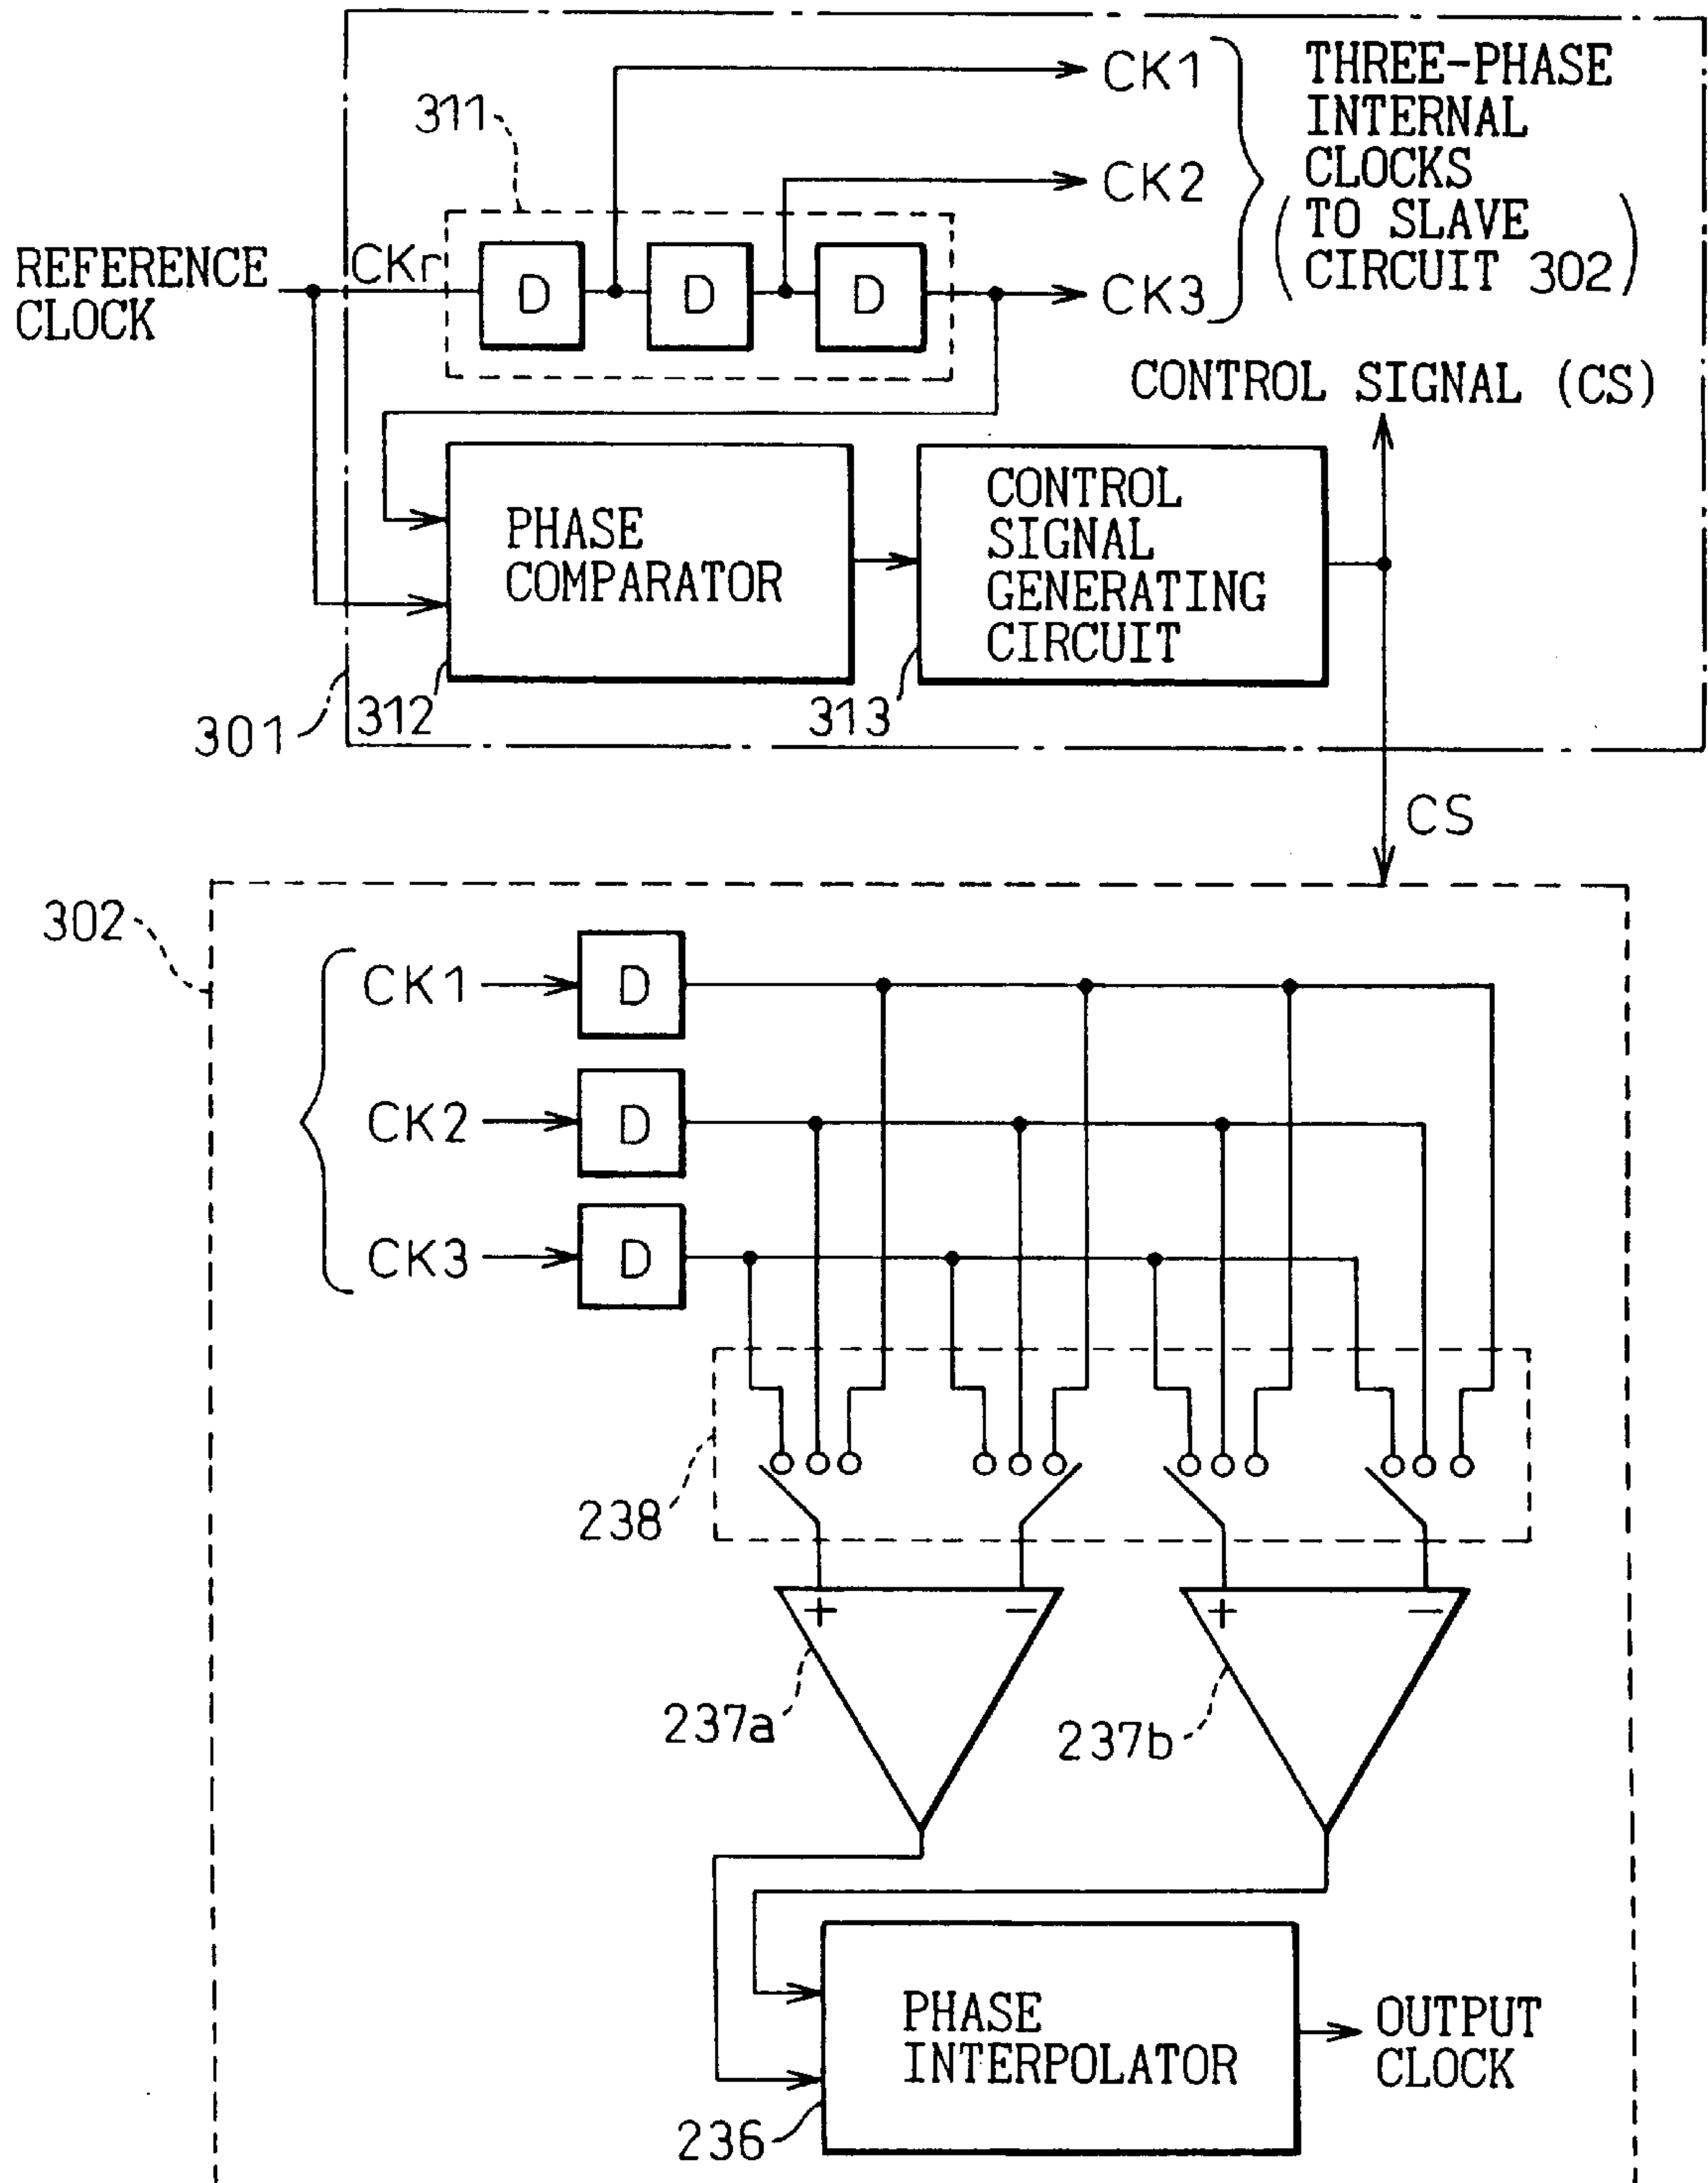 CK1
THREE-PHASE
INTERNAL
CLOCKS
(TO SLAVE
CIRCUIT 302)
311
CK2
REFERENCE
CLOCK
CKr
D
D
D
CK3
CONTROL SIGNAL (CS)
PHASE
COMPARATOR
CONTROL
SIGNAL
GENERATING
CIRCUIT
301
312
313
CS
302
CK1
D
CK2
D
CK3
D
238
+
−
+
−
237a
237b
PHASE
INTERPOLATOR
OUTPUT
CLOCK
236